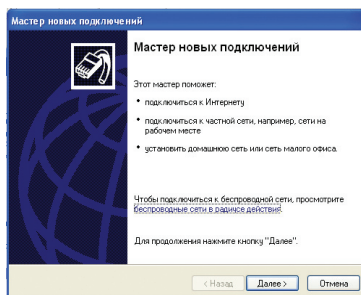 Мастер новых подключений
Мастер новых подключений
Этот мастер поможет:
• подключиться к Интернету
• подключиться к частной сети, например, сети на
рабочем месте
• установить домашнюю сеть или сеть малого офиса.
Чтобы подключиться к беспроводной сети, просмотрите
беспроводные сети в радиусе действия.
Для продолжения нажмите кнопку "Далее".
< Назад
Далее >
Отмена